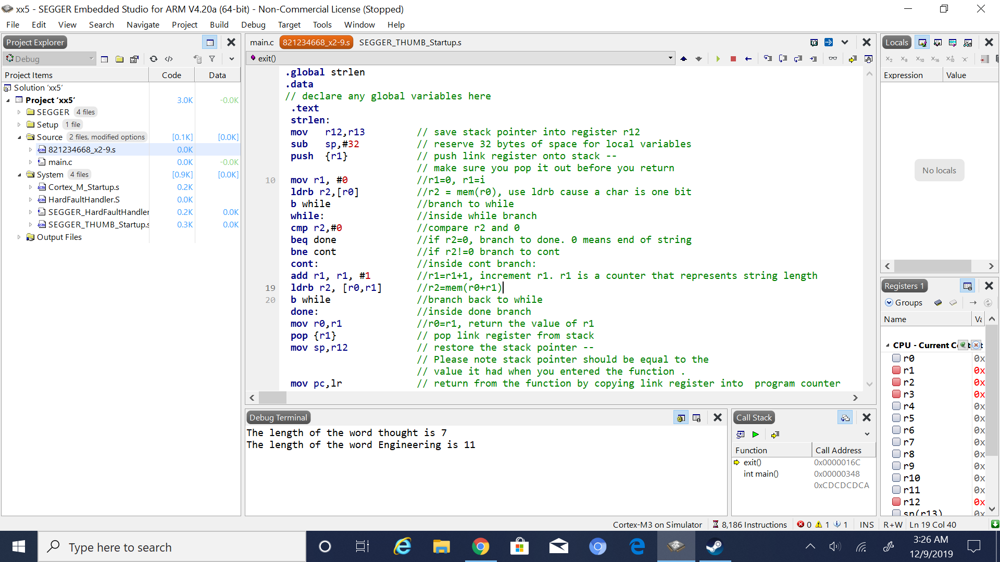 xx5 - SEGGER Embedded Studio for ARM V4.20a (64-bit) - Non-Commercial License (Stopped)
File Edit View Search Navigate Project Build Debug Target Tools Window Help
Project Explorer
Debug
Project Items Code Data
Solution 'xx5'
Project 'xx5' 3.0K -0.0K
SEGGER 4 files
Setup 1 file
Source 2 files, modified options [0.1K] [0.0K]
821234668_x2-9.s 0.0K
main.c 0.0K -0.0K
System 4 files [0.9K] [0.0K]
Cortex_M_Startup.s 0.2K
HardFaultHandler.S 0.0K
SEGGER_HardFaultHandler 0.2K 0.0K
SEGGER_THUMB_Startup.s 0.3K 0.0K
Output Files
main.c 821234668_x2-9.s SEGGER_THUMB_Startup.s
exit()
.global strlen
.data
// declare any global variables here
.text
strlen:
mov r12,r13 // save stack pointer into register r12
sub sp,#32 // reserve 32 bytes of space for local variables
push {r1} // push link register onto stack --
// make sure you pop it out before you return
10 mov r1, #0 //r1=0, r1=i
ldrb r2,[r0] //r2 = mem(r0), use ldrb cause a char is one bit
b while //branch to while
while: //inside while branch
cmp r2,#0 //compare r2 and 0
beq done //if r2=0, branch to done. 0 means end of string
bne cont //if r2!=0 branch to cont
cont: //inside cont branch:
add r1, r1, #1 //r1=r1+1, increment r1. r1 is a counter that represents string length
19 ldrb r2, [r0,r1] //r2=mem(r0+r1)
20 b while //branch back to while
done: //inside done branch
mov r0,r1 //r0=r1, return the value of r1
pop {r1} // pop link register from stack
mov sp,r12 // restore the stack pointer --
// Please note stack pointer should be equal to the
// value it had when you entered the function .
mov pc,lr // return from the function by copying link register into program counter
Debug Terminal
The length of the word thought is 7
The length of the word Engineering is 11
Call Stack
Function Call Address
exit() 0x0000016C
int main() 0x00000348
0xCDCDCDCA
Locals
Expression Value
No locals
Registers 1
Groups
Name Va
CPU - Current Co
r0 0x
r1 0x
r2 0x
r3 0x
r4 0x
r5 0x
r6 0x
r7 0x
r8 0x
r9 0x
r10 0x
r11 0x
r12 0x
sp(r13) 0x
Cortex-M3 on Simulator 8,186 Instructions 0 1 1 INS R+W Ln 19 Col 40
Type here to search
3:26 AM
12/9/2019